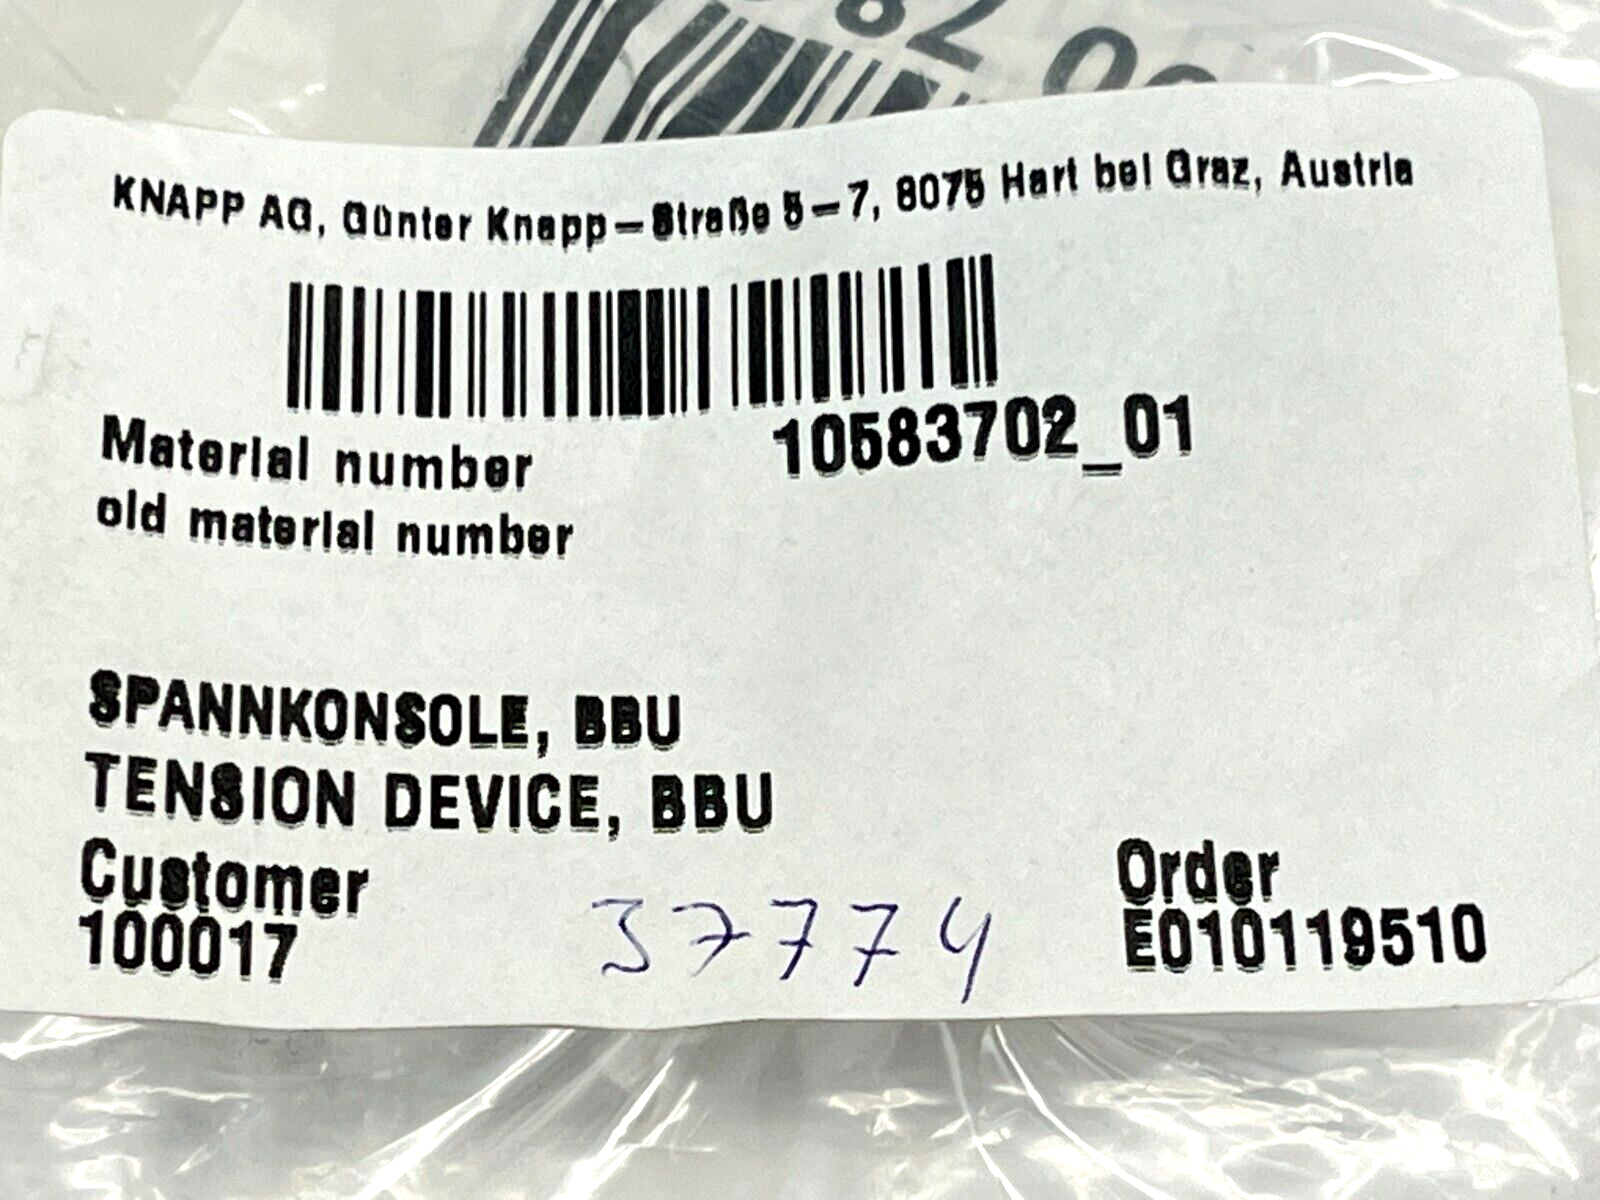 KNAPP AG, Günter Knapp-Straße 5-7, 8075 Hart bei Graz, Austria
Material number 10583702_01
old material number
SPANNKONSOLE, BBU
TENSION DEVICE, BBU
Customer Order
100017 37774 E010119510